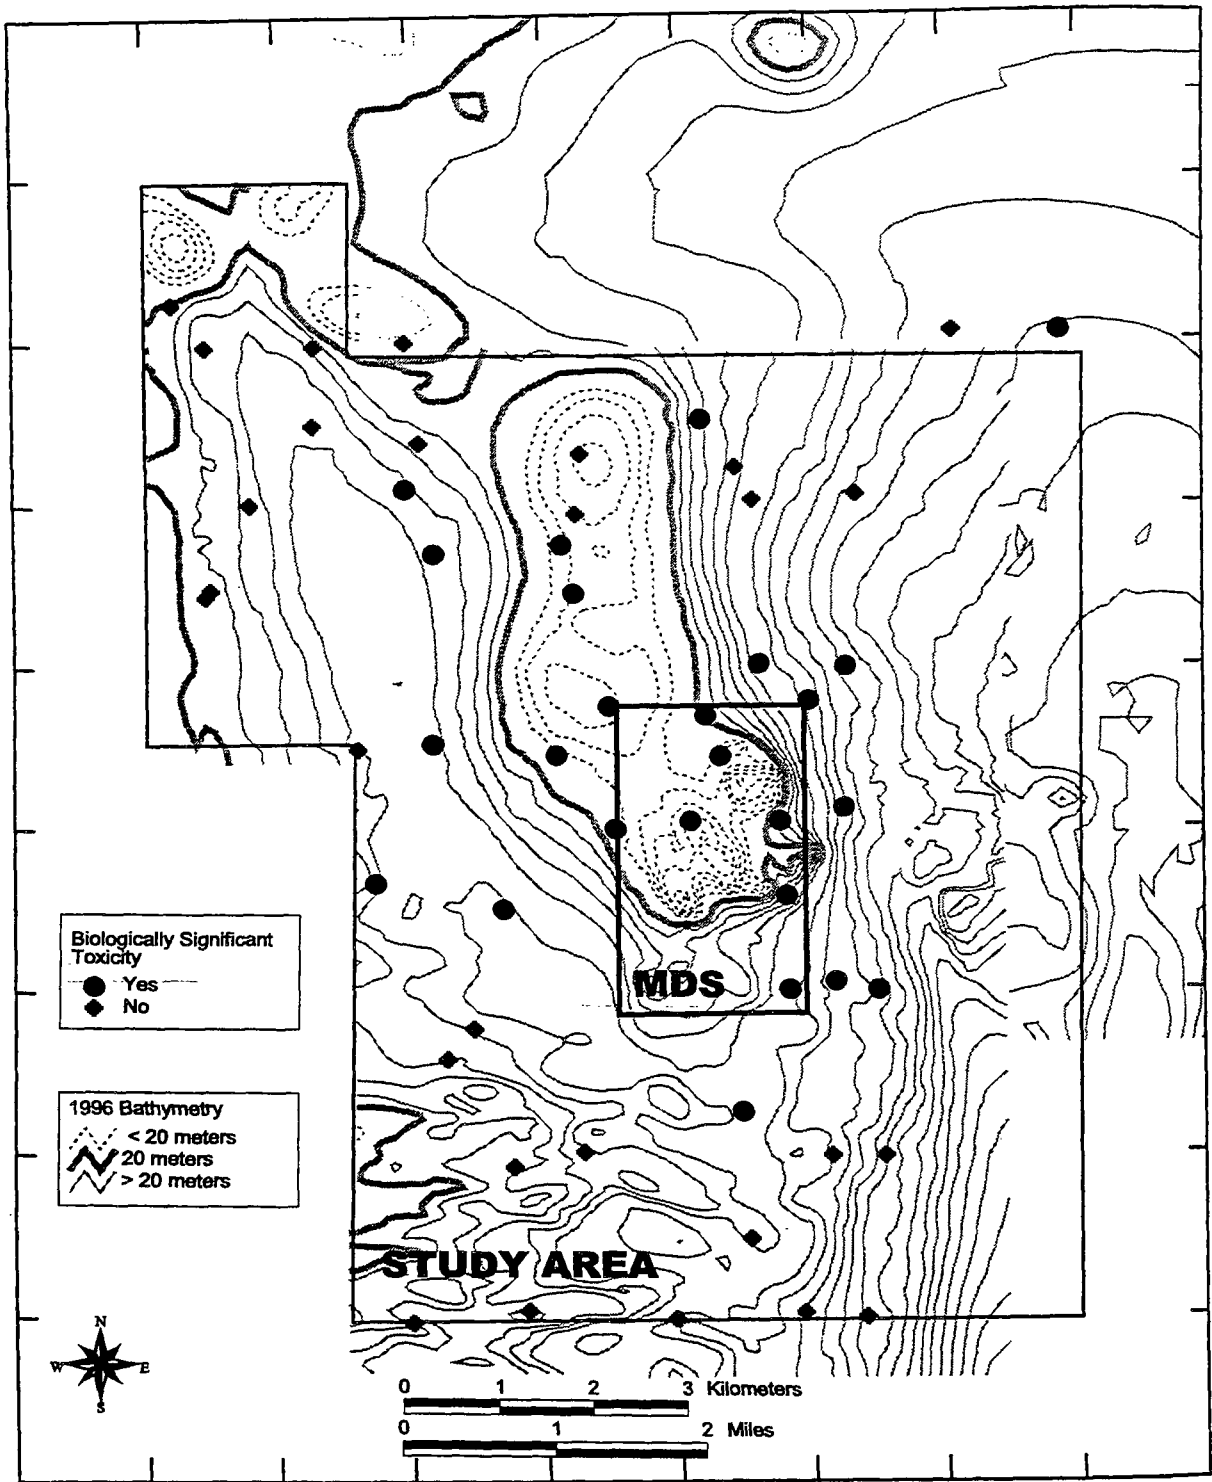 MDS
Biologically Significant
Toxicity
Yes
No
1996 Bathymetry
< 20 meters
20 meters
> 20 meters
STUDY AREA
N
W E
S
0 1 2 3 Kilometers
0 1 2 Miles